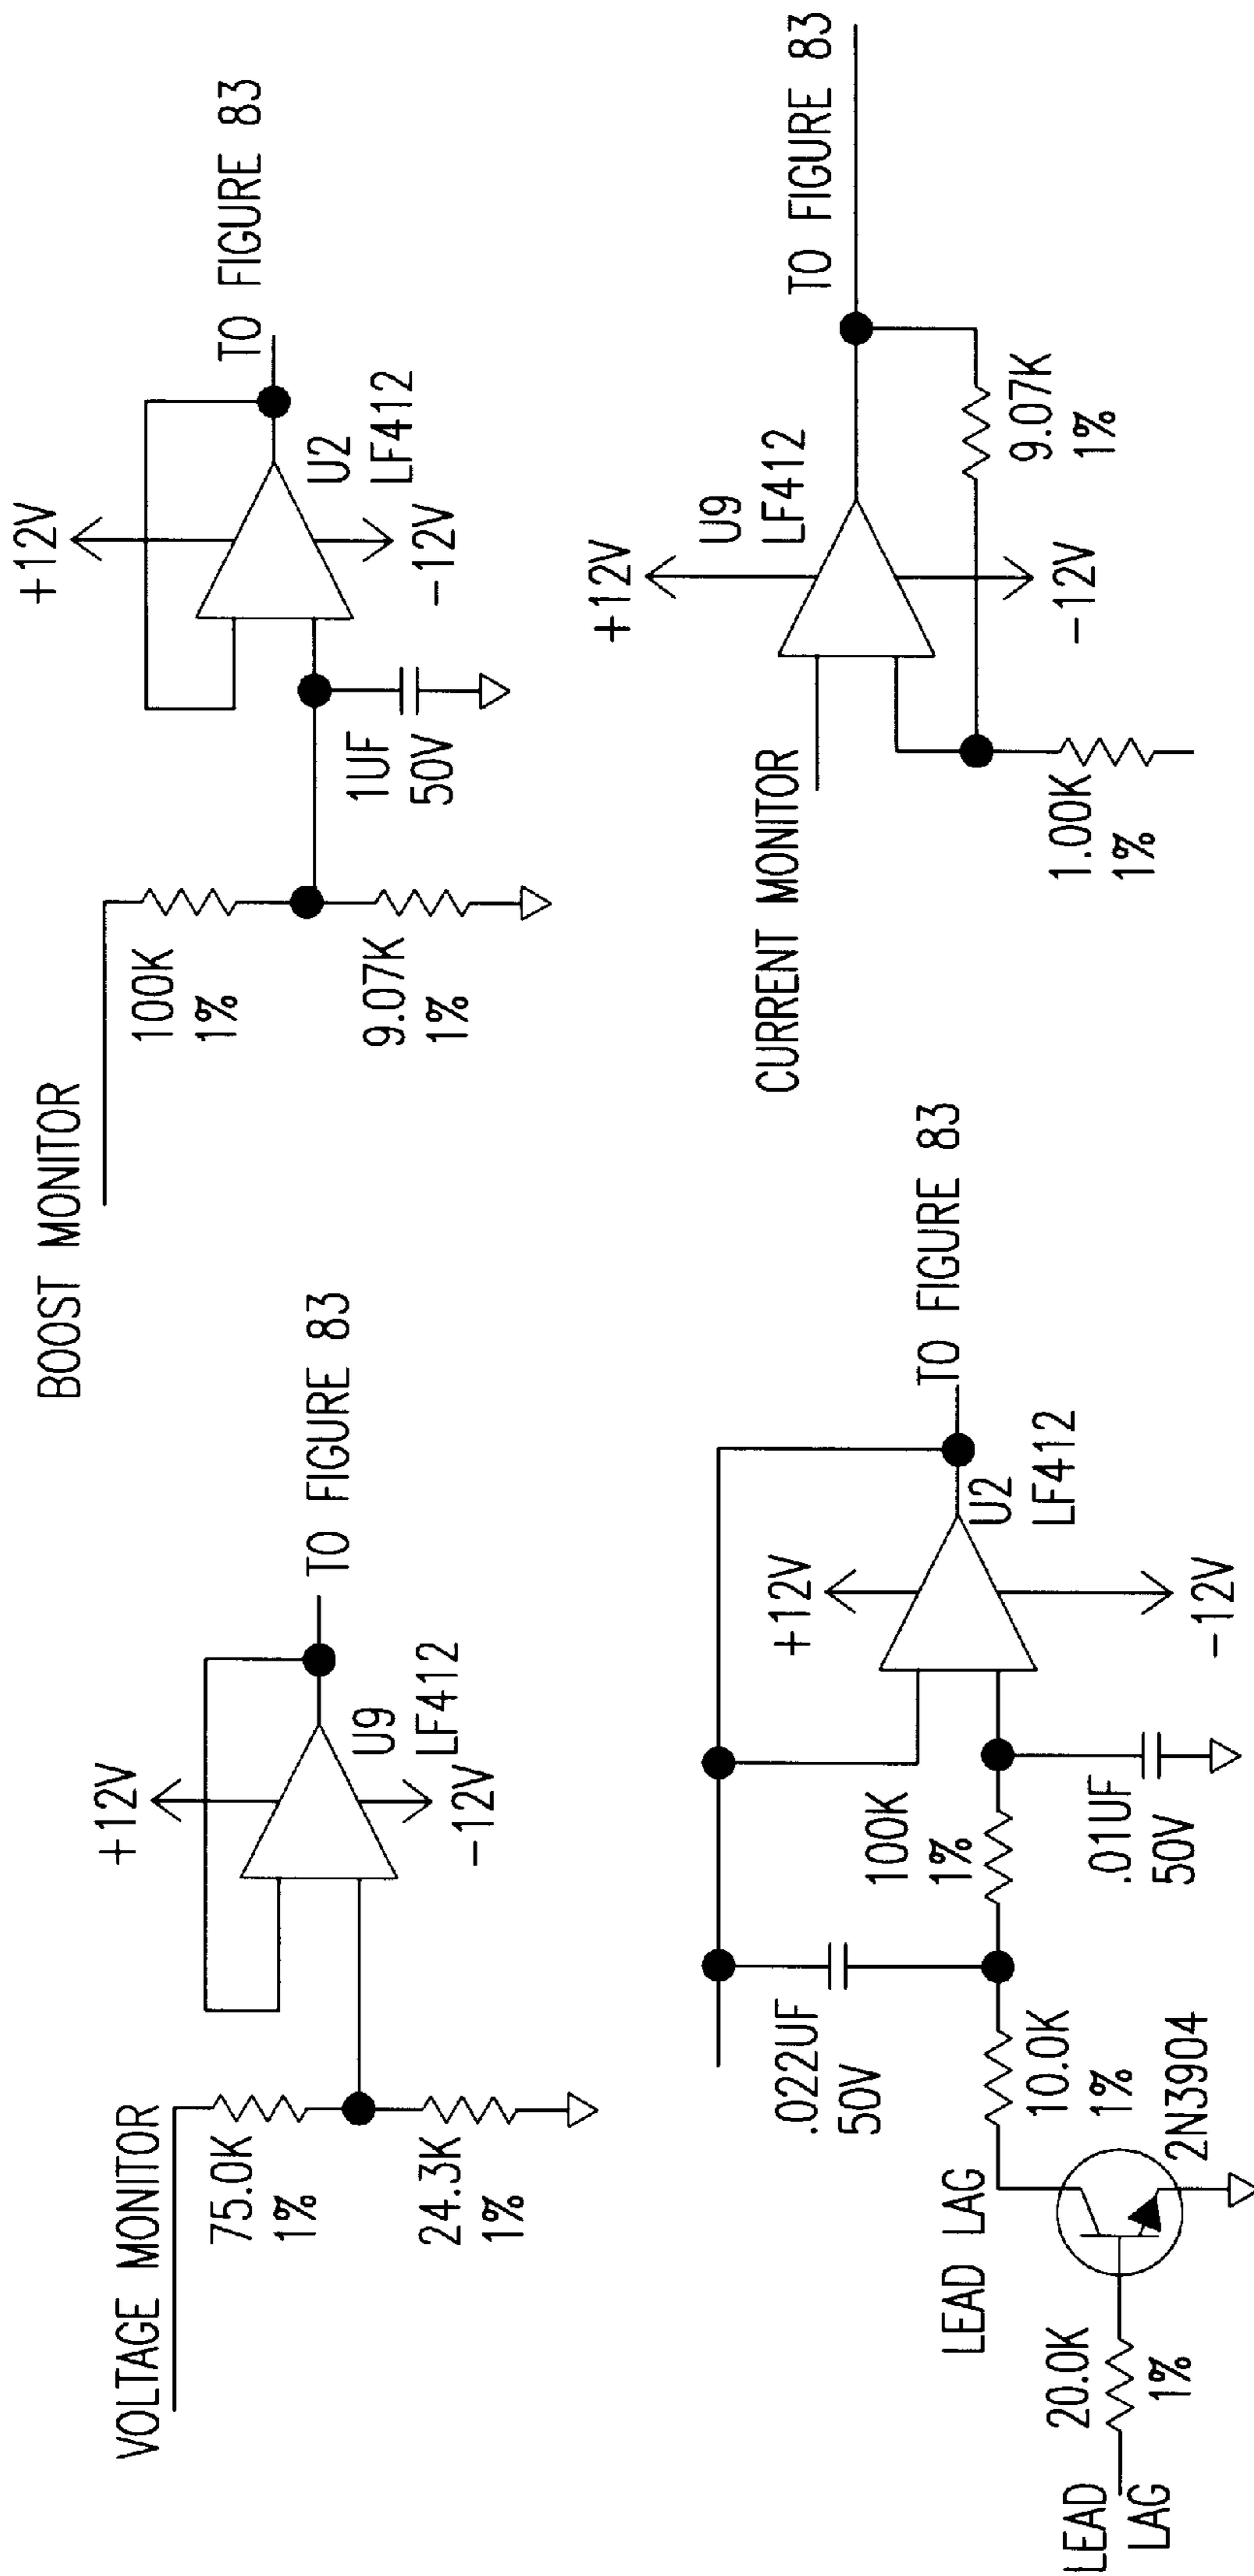 VOLTAGE MONITOR
75.0K
1%
24.3K
1%
+12V
-12V
U9
LF412
TO FIGURE 83
BOOST MONITOR
100K
1%
9.07K
1%
1UF
50V
+12V
-12V
U2
LF412
TO FIGURE 83
LEAD
LAG
20.0K
1%
LEAD LAG
2N3904
10.0K
1%
.022UF
50V
100K
1%
.01UF
50V
+12V
-12V
U2
LF412
TO FIGURE 83
CURRENT MONITOR
1.00K
1%
+12V
-12V
U9
LF412
9.07K
1%
TO FIGURE 83